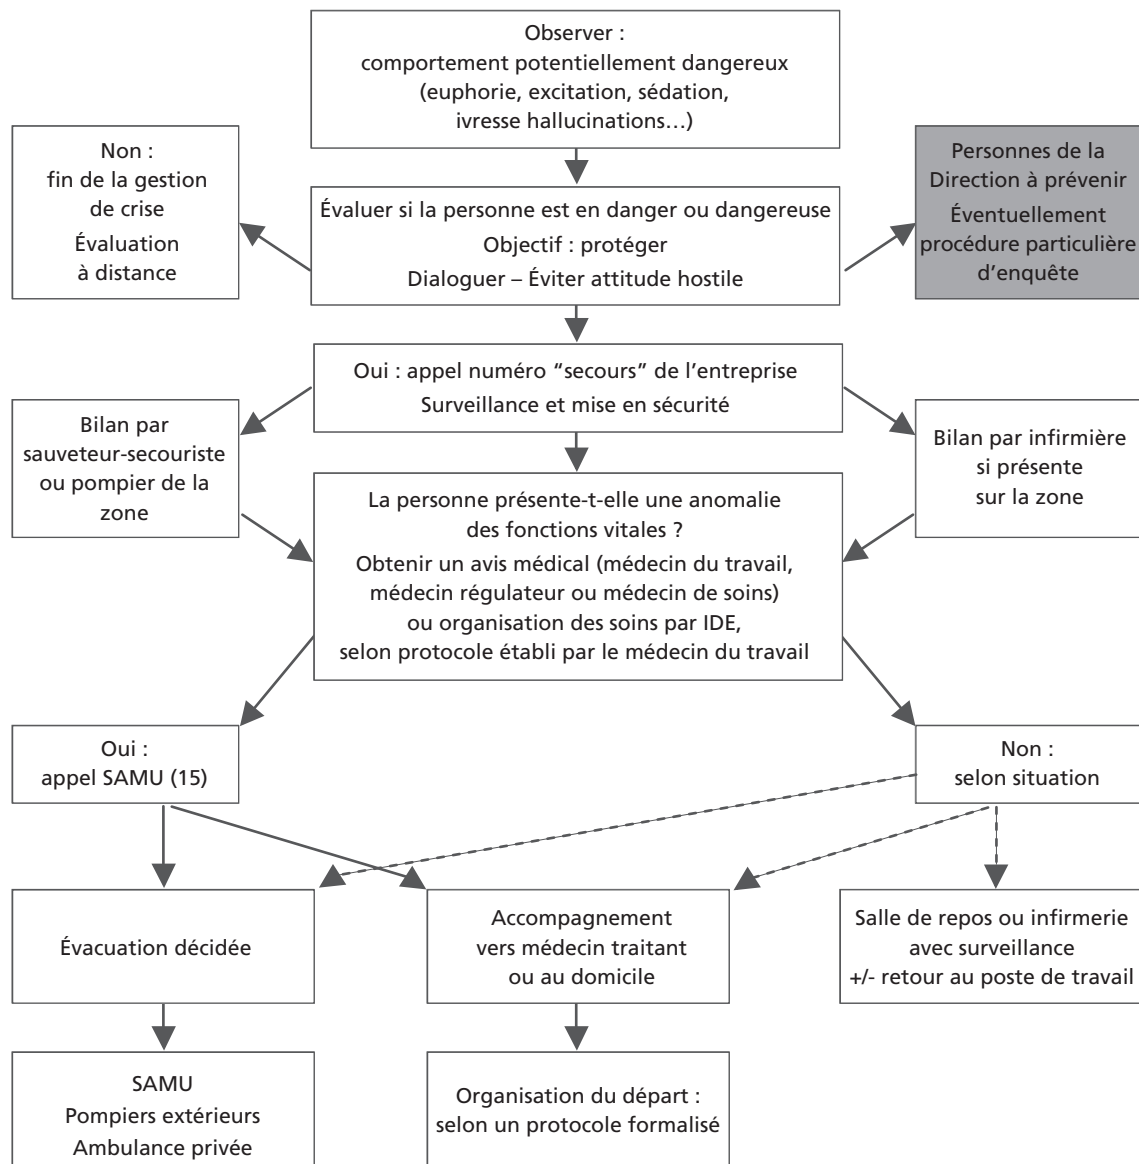 Observer :
comportement potentiellement dangereux
(euphorie, excitation, sédation,
ivresse hallucinations…)
Non :
fin de la gestion
de crise
Évaluation
à distance
Évaluer si la personne est en danger ou dangereuse
Objectif : protéger
Dialoguer – Éviter attitude hostile
Personnes de la
Direction à prévenir
Éventuellement
procédure particulière
d’enquête
Oui : appel numéro “secours” de l’entreprise
Surveillance et mise en sécurité
Bilan par
sauveteur-secouriste
ou pompier de la
zone
Bilan par infirmière
si présente
sur la zone
La personne présente-t-elle une anomalie
des fonctions vitales ?
Obtenir un avis médical (médecin du travail,
médecin régulateur ou médecin de soins)
ou organisation des soins par IDE,
selon protocole établi par le médecin du travail
Oui :
appel SAMU (15)
Non :
selon situation
Évacuation décidée
Accompagnement
vers médecin traitant
ou au domicile
Salle de repos ou infirmerie
avec surveillance
+/- retour au poste de travail
SAMU
Pompiers extérieurs
Ambulance privée
Organisation du départ :
selon un protocole formalisé